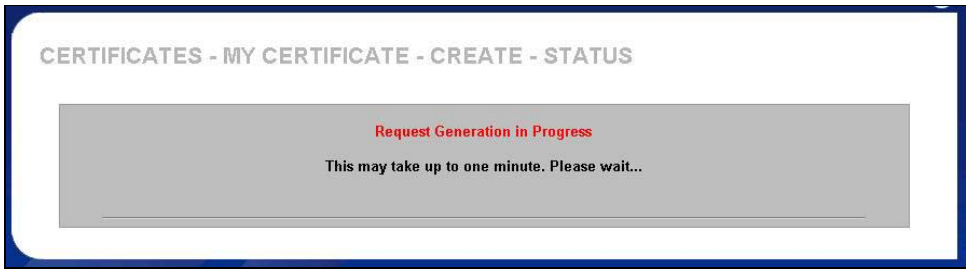 CERTIFICATES - MY CERTIFICATE - CREATE - STATUS
Request Generation in Progress
This may take up to one minute. Please wait...